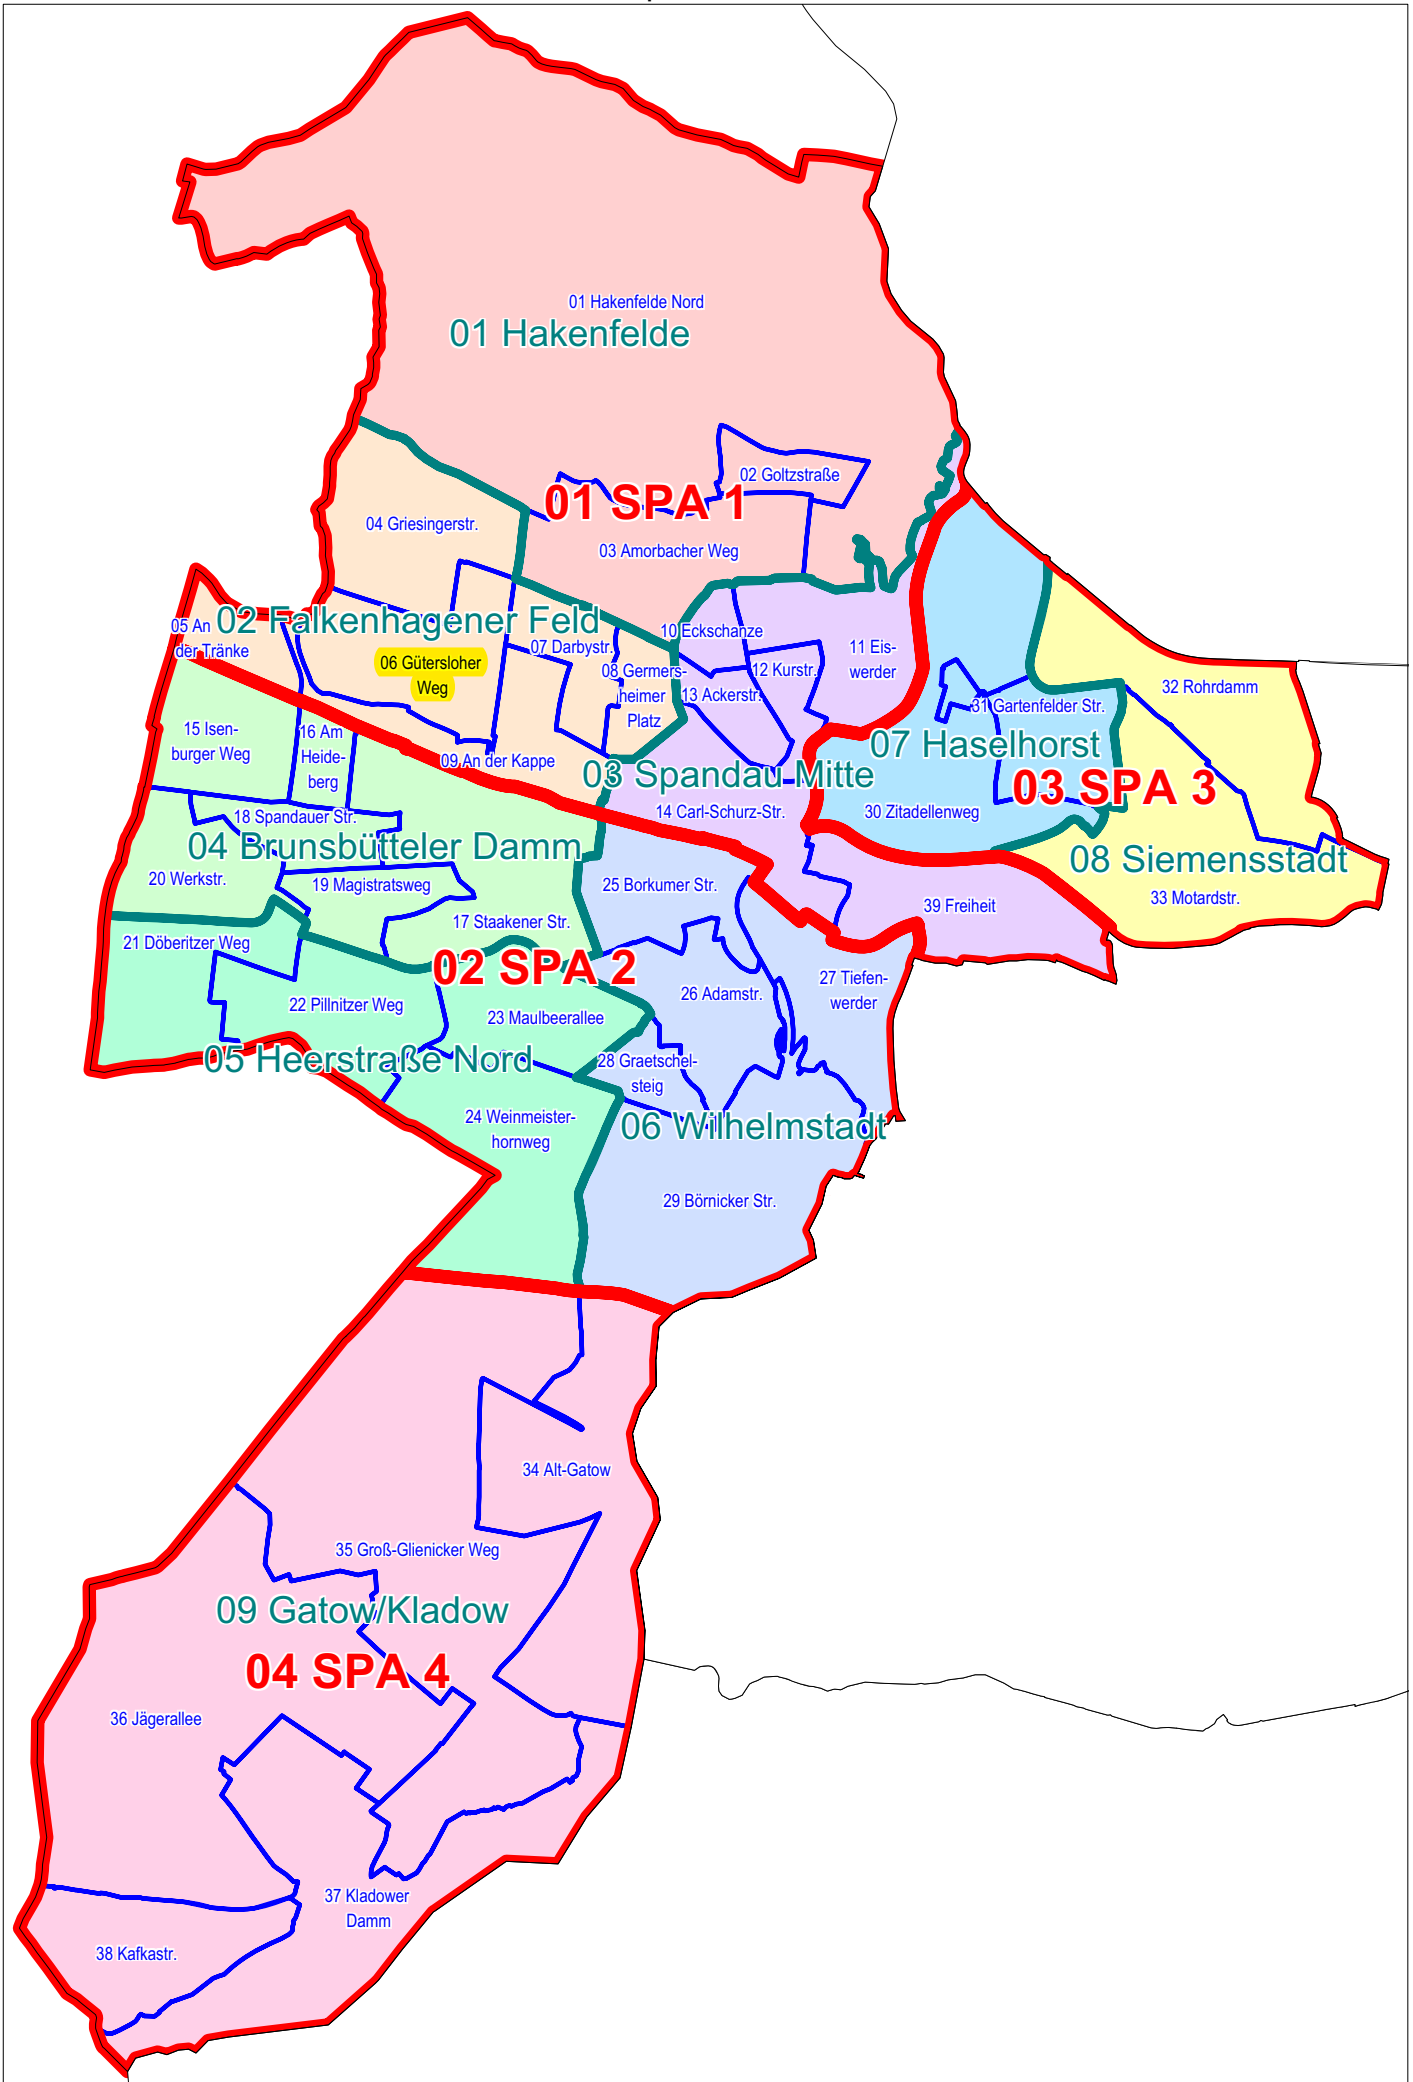 01 Hakenfelde Nord
01 Hakenfelde
02 Goltzstraße
01 SPA 1
04 Griesingerstr.
03 Amorbacher Weg
02 Falkenhagener Feld
05 An
der Tränke
06 Gütersloher
Weg
07 Darbystr.
08 Germers-
heimer
Platz
09 An der Kappe
10 Eckschanze
11 Eis-
werder
12 Kurstr.
13 Ackerstr.
03 Spandau Mitte
14 Carl-Schurz-Str.
32 Rohrdamm
31 Gartenfelder Str.
07 Haselhorst
03 SPA 3
30 Zitadellenweg
08 Siemensstadt
33 Motardstr.
39 Freiheit
15 Isen-
burger Weg
16 Am
Heide-
berg
18 Spandauer Str.
04 Brunsbütteler Damm
20 Werkstr.
19 Magistratsweg
17 Staakener Str.
25 Borkumer Str.
21 Döberitzer Weg
02 SPA 2
22 Pillnitzer Weg
23 Maulbeerallee
26 Adamstr.
27 Tiefen-
werder
05 Heerstraße Nord
28 Graetschel-
steig
24 Weinmeister-
hornweg
06 Wilhelmstadt
29 Börnicker Str.
34 Alt-Gatow
35 Groß-Glienicker Weg
09 Gatow/Kladow
04 SPA 4
36 Jägerallee
37 Kladower
Damm
38 Kafkastr.